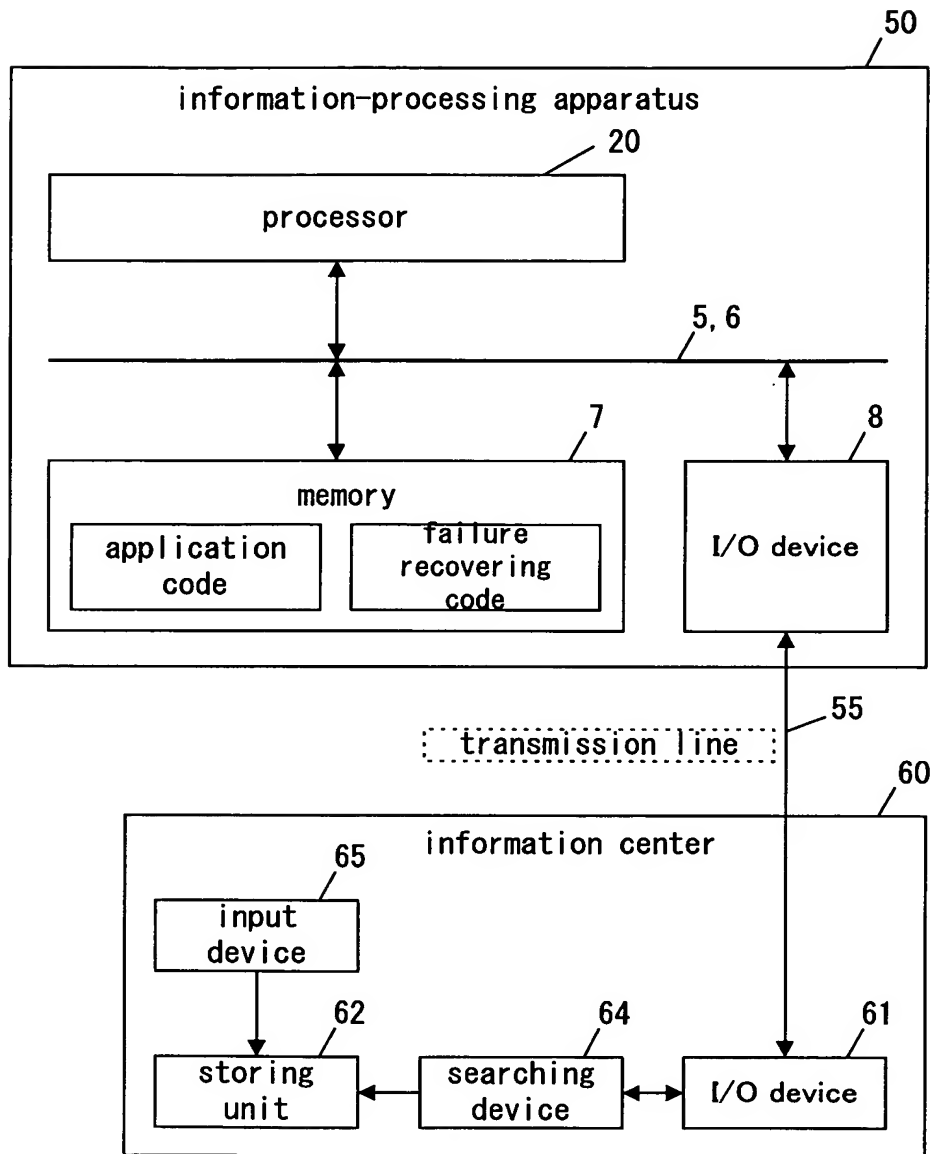 50
information-processing apparatus
20
processor
5, 6
7
8
memory
application
code
failure
recovering
code
I/O device
55
transmission line
60
information center
65
input
device
62
64
61
storing
unit
searching
device
I/O device